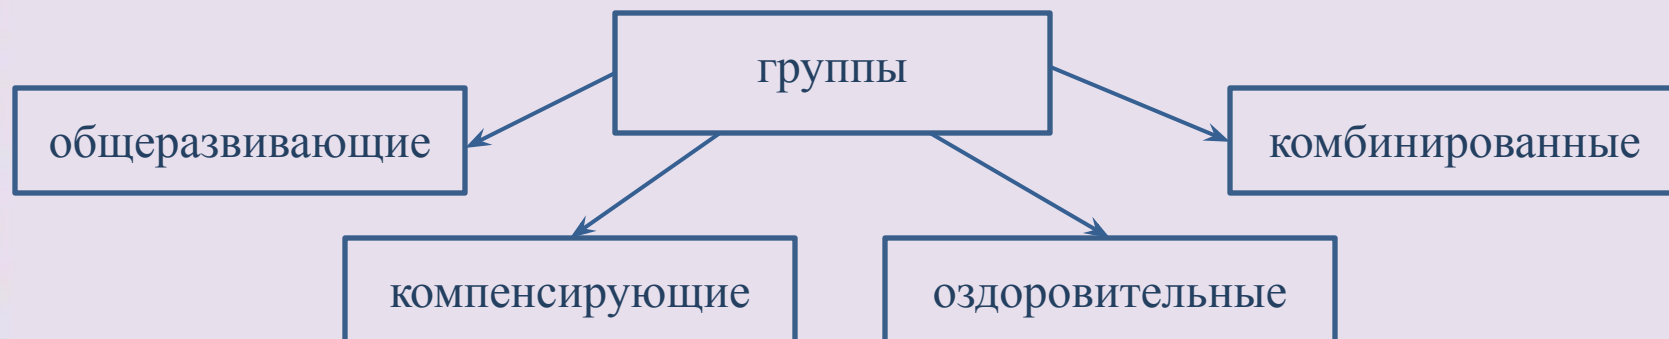 группы
общеразвивающие
комбинированные
компенсирующие
оздоровительные